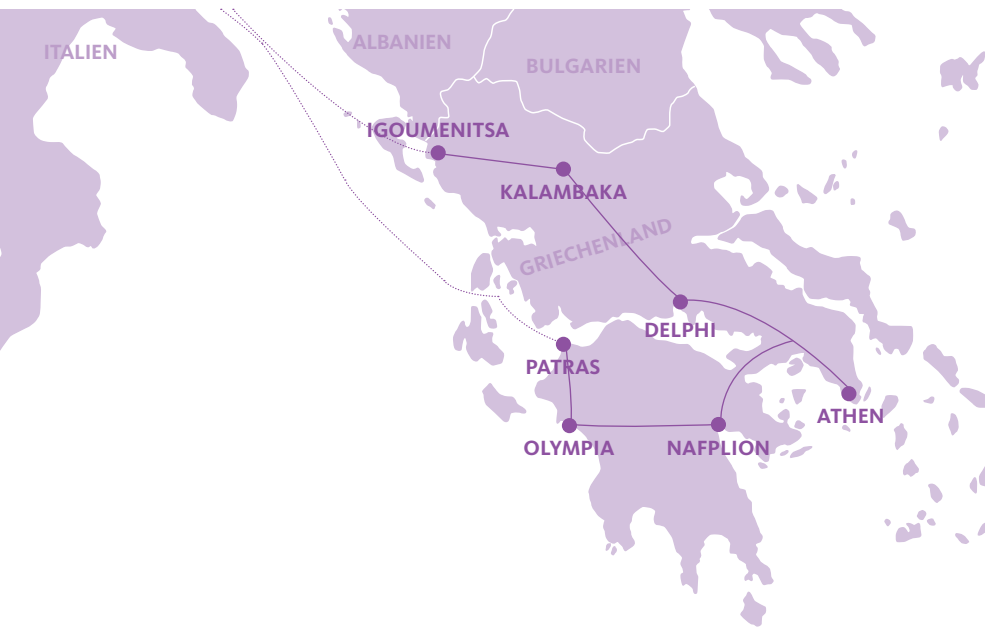 ITALIEN
ALBANIEN
BULGARIEN
IGOUMENITSA
KALAMBAKA
GRIECHENLAND
DELPHI
PATRAS
ATHEN
OLYMPIA
NAFPLION